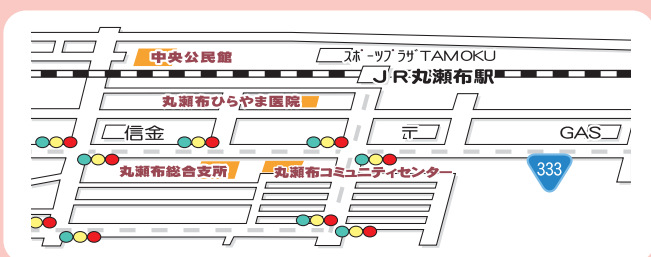 中央公民館
スポーツプラザTAMOKU
JR丸瀬布駅
丸瀬布ひらやま医院
信金
〒
GAS
丸瀬布総合支所
丸瀬布コミュニティセンター
333